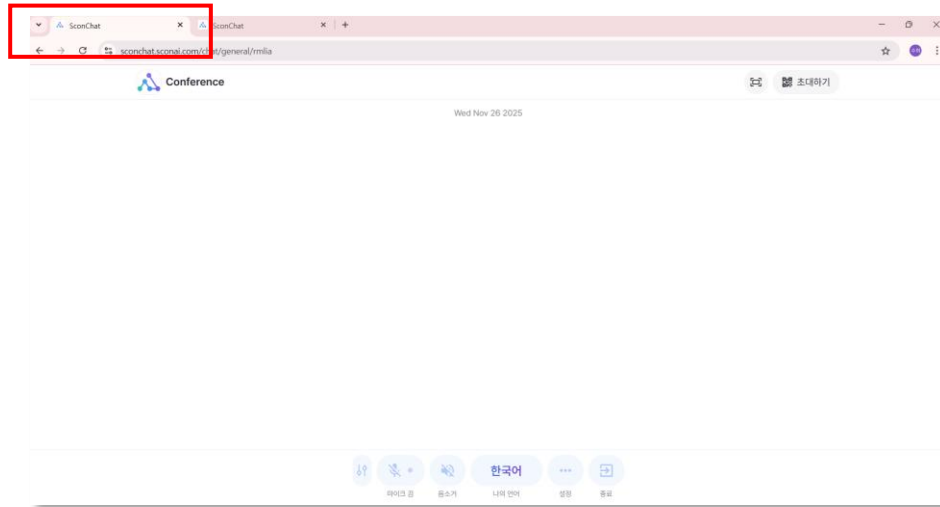 SconChat
SconChat
sconchat.sconai.com/chat/general/rmlia
Conference
초대하기
Wed Nov 26 2025
한국어
마이크 끔
음소거
나의 언어
설정
종료